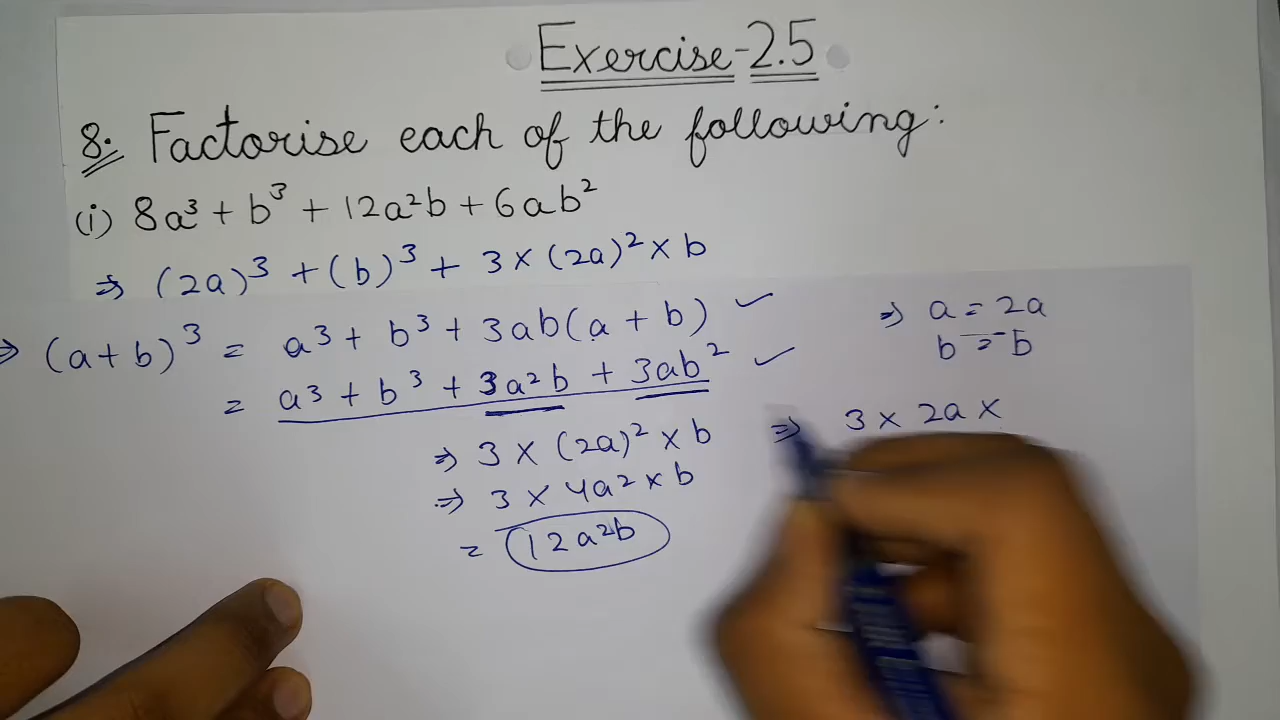 Exercise-2.5
8. Factorise each of the following:
(i) 8a³ + b³ + 12a²b + 6ab²
⇒ (2a)³ + (b)³ + 3 × (2a)² × b
⇒ (a+b)³ = a³ + b³ + 3ab(a + b) ✓
= a³ + b³ + 3a²b + 3ab² ✓
⇒ 3 × (2a)² × b
⇒ 3 × 4a² × b
= 12a²b
⇒ a = 2a
b = b
⇒ 3 × 2a ×